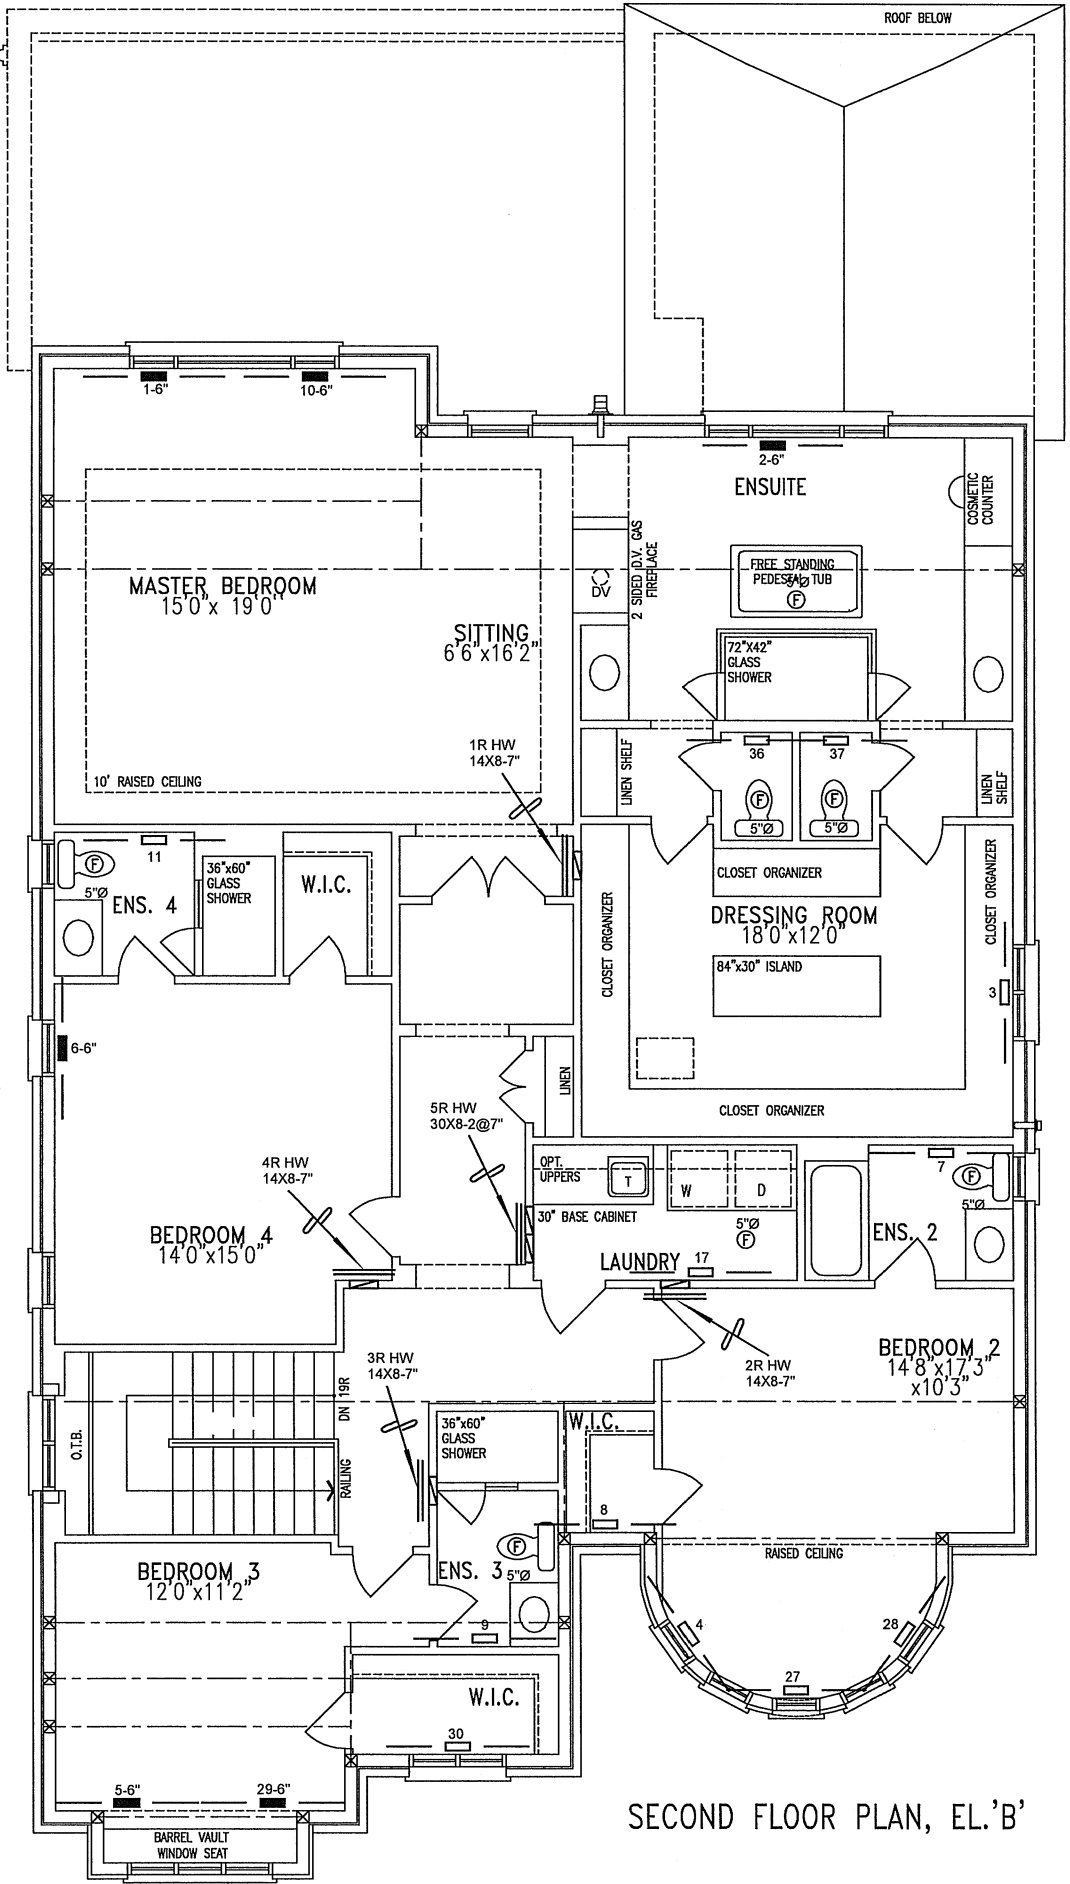 ROOF BELOW
1-6"
10-6"
2-6"
ENSUITE
COSMETIC
COUNTER
2 SIDED D.V. GAS
FIREPLACE
DV
FREE STANDING
PEDESTAL TUB
5"Ø
F
MASTER BEDROOM
15'0"x 19'0"
SITTING
6'6"x16'2"
72"X42"
GLASS
SHOWER
10' RAISED CEILING
1R HW
14X8-7"
LINEN SHELF
36
37
LINEN
SHELF
F
F
5"Ø
5"Ø
11
F
5"Ø
ENS. 4
36"x60"
GLASS
SHOWER
W.I.C.
CLOSET ORGANIZER
CLOSET ORGANIZER
CLOSET ORGANIZER
DRESSING ROOM
18'0"x12'0"
84"x30" ISLAND
3
6-6"
LINEN
CLOSET ORGANIZER
5R HW
30X8-2@7"
4R HW
14X8-7"
OPT.
UPPERS
T
W
D
7
F
5"Ø
30" BASE CABINET
5"Ø
F
ENS. 2
BEDROOM 4
14'0"x15'0"
LAUNDRY
17
3R HW
14X8-7"
2R HW
14X8-7"
BEDROOM 2
14'8"x17'3"
x10'3"
DN 19R
O.T.B.
RAILING
36"x60"
GLASS
SHOWER
W.I.C.
8
F
RAISED CEILING
BEDROOM 3
12'0"x11'2"
ENS. 3
5"Ø
9
4
28
27
W.I.C.
30
5-6"
29-6"
BARREL VAULT
WINDOW SEAT
SECOND FLOOR PLAN, EL.'B'